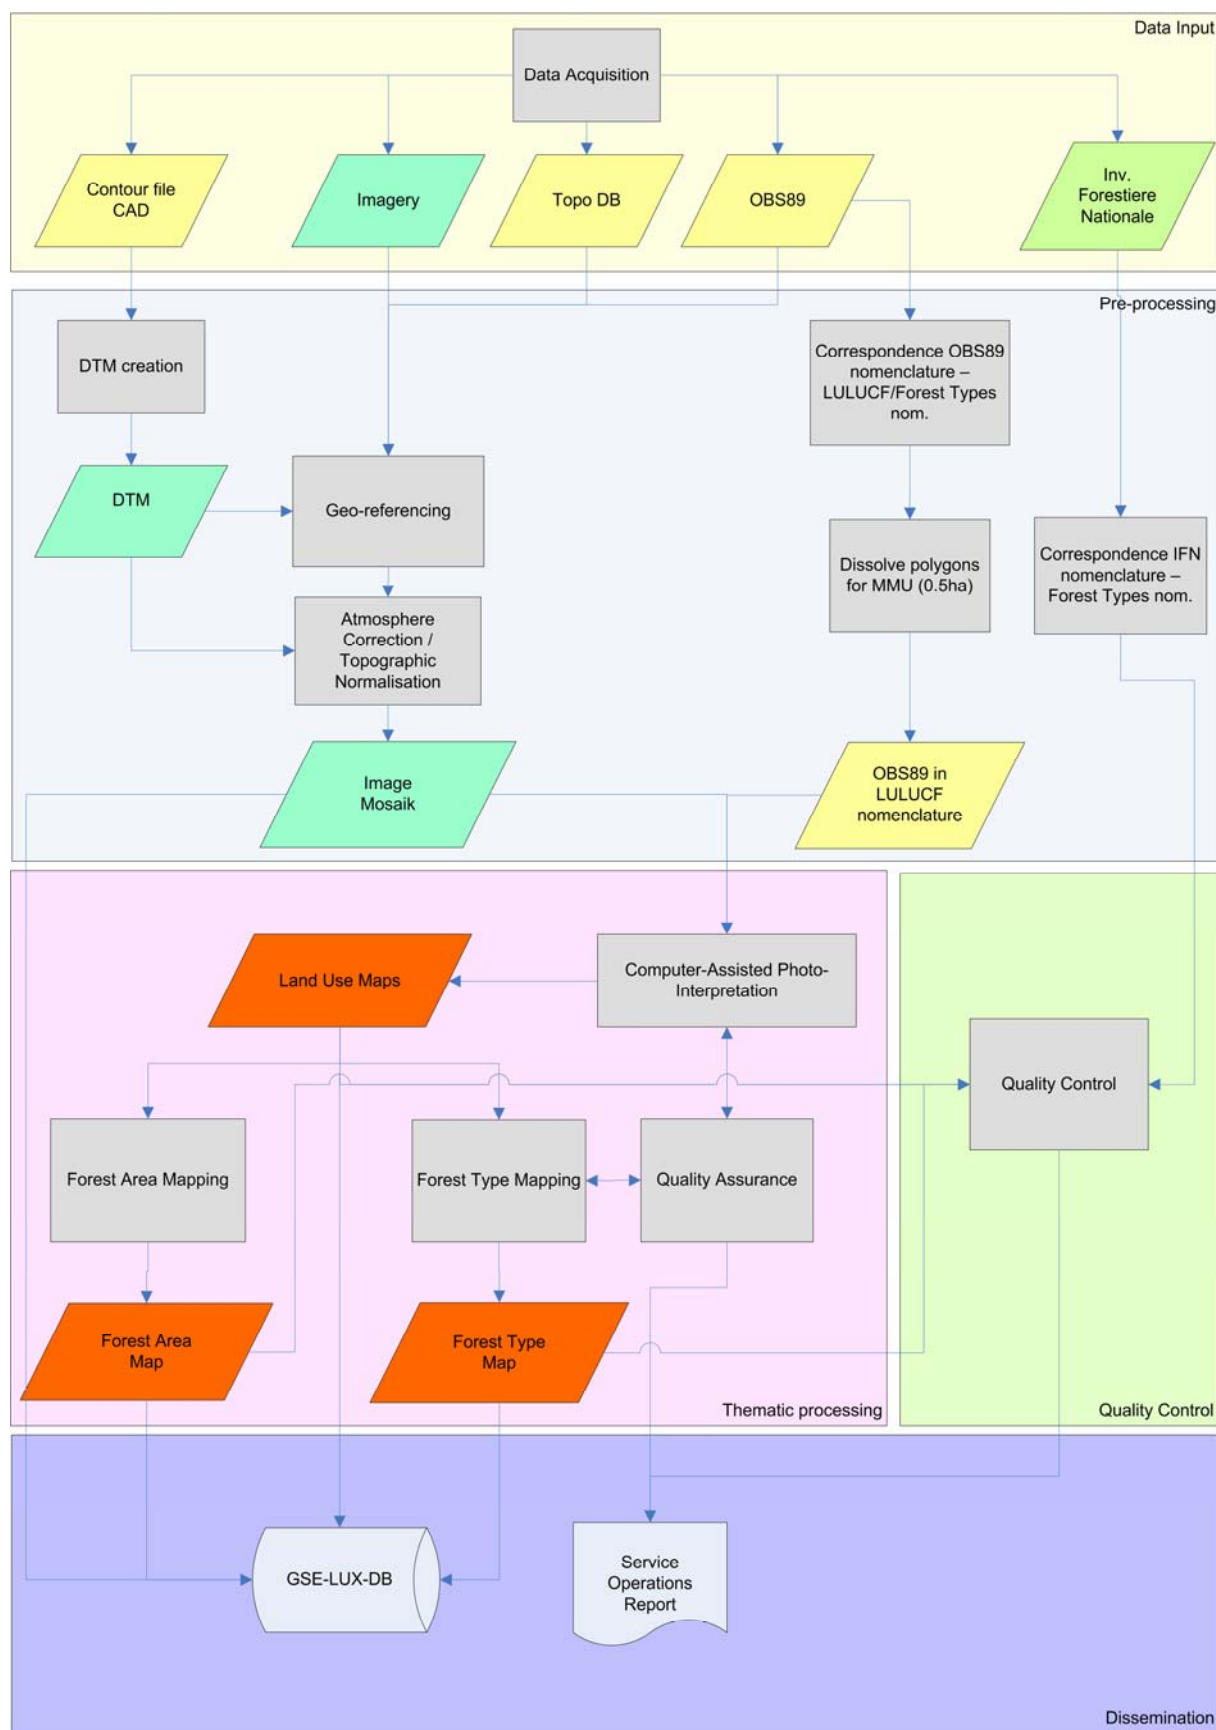 Data Input
Data Acquisition
Contour file
CAD
Imagery
Topo DB
OBS89
Inv.
Forestiere
Nationale
Pre-processing
DTM creation
Correspondence OBS89
nomenclature –
LULUCF/Forest Types
nom.
DTM
Geo-referencing
Dissolve polygons
for MMU (0.5ha)
Correspondence IFN
nomenclature –
Forest Types nom.
Atmosphere
Correction /
Topographic
Normalisation
Image
Mosaik
OBS89 in
LULUCF
nomenclature
Land Use Maps
Computer-Assisted Photo-
Interpretation
Quality Control
Forest Area Mapping
Forest Type Mapping
Quality Assurance
Forest Area
Map
Forest Type
Map
Thematic processing
Quality Control
GSE-LUX-DB
Service
Operations
Report
Dissemination